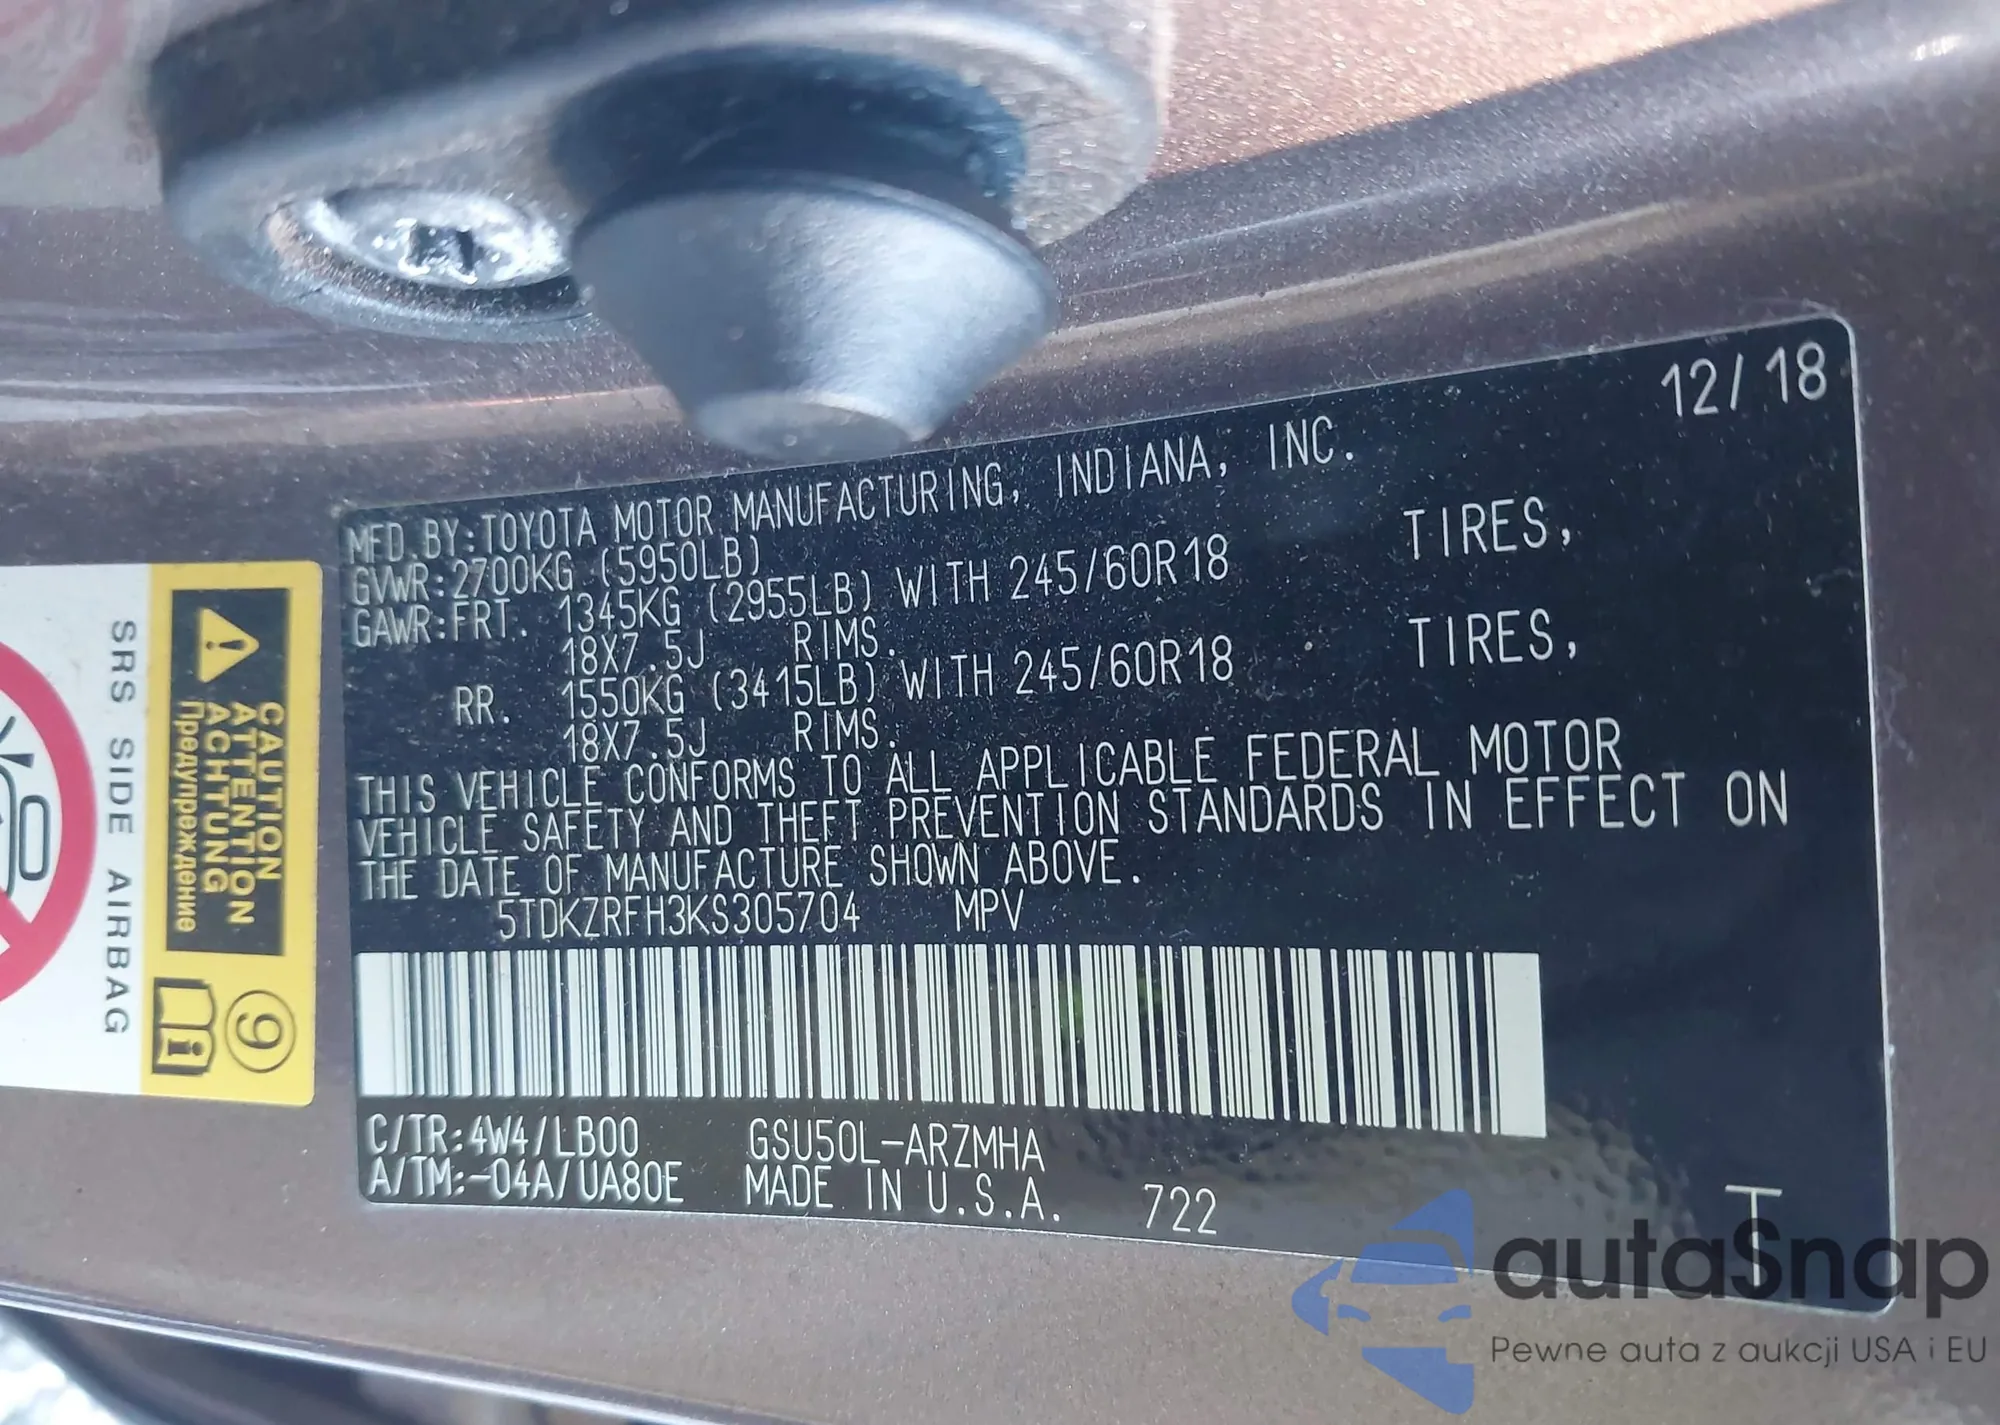 12/18
MFD.BY:TOYOTA MOTOR MANUFACTURING, INDIANA, INC.
GVWR:2700KG (5950LB)
GAWR:FRT. 1345KG (2955LB) WITH 245/60R18 TIRES,
18X7.5J RIMS.
RR. 1550KG (3415LB) WITH 245/60R18 TIRES,
18X7.5J RIMS.
THIS VEHICLE CONFORMS TO ALL APPLICABLE FEDERAL MOTOR
VEHICLE SAFETY AND THEFT PREVENTION STANDARDS IN EFFECT ON
THE DATE OF MANUFACTURE SHOWN ABOVE.
5TDKZRFH3KS305704 MPV
C/TR:4W4/LB00 GSU50L-ARZMHA
A/TM:-04A/UA80E MADE IN U.S.A. 722 T
CAUTION
ATTENTION
ACHTUNG
Предупреждение
9
i
SRS SIDE AIRBAG
autaSnap
Pewne auta z aukcji USA i EU